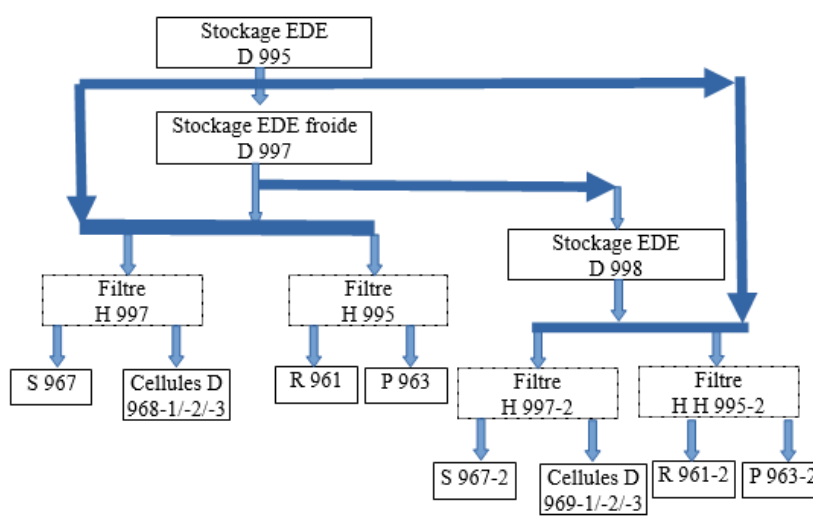 Stockage EDE
D 995
Stockage EDE froide
D 997
Stockage EDE
D 998
Filtre
H 997
Filtre
H 995
S 967
Cellules D
968-1/-2/-3
R 961
P 963
Filtre
H 997-2
Filtre
H H 995-2
S 967-2
Cellules D
969-1/-2/-3
R 961-2
P 963-2